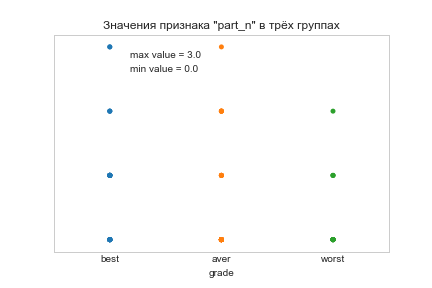 Значения признака "part_n" в трёх группах
max value = 3.0
min value = 0.0
best aver worst
grade